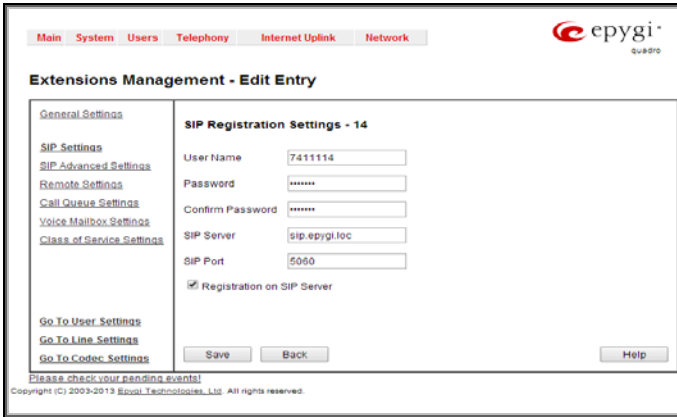 Main System Users Telephony Internet Uplink Network
epygi
quadro
Extensions Management - Edit Entry
General Settings
SIP Settings
SIP Advanced Settings
Remote Settings
Call Queue Settings
Voice Mailbox Settings
Class of Service Settings
Go To User Settings
Go To Line Settings
Go To Codec Settings
SIP Registration Settings - 14
User Name 7411114
Password •••••••
Confirm Password •••••••
SIP Server sip.epygi.loc
SIP Port 5060
Registration on SIP Server
Save Back Help
Please check your pending events!
Copyright (C) 2003-2013 Epygi Technologies, Ltd. All rights reserved.